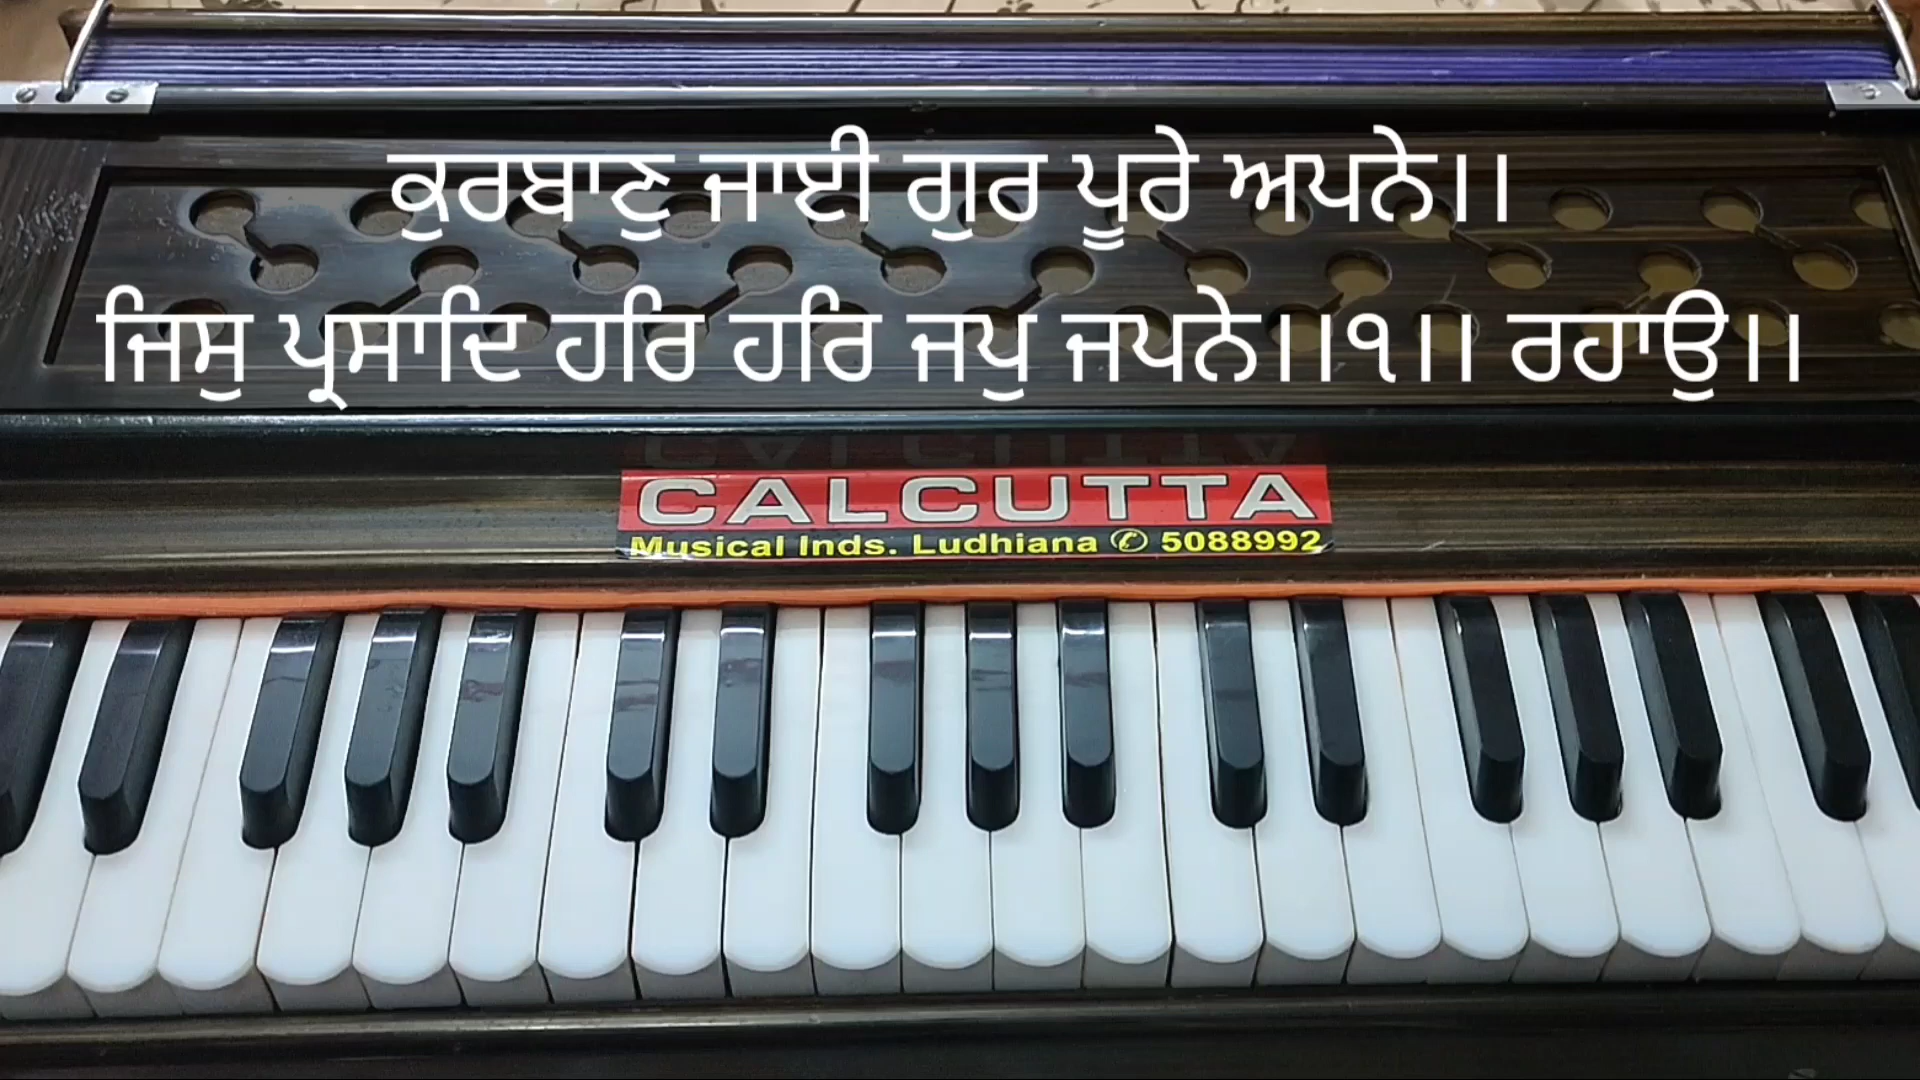 ਕੁਰਬਾਣੁ ਜਾਈ ਗੁਰ ਪੂਰੇ ਅਪਨੇ।।
ਜਿਸੁ ਪ੍ਰਸਾਦਿ ਹਰਿ ਹਰਿ ਜਪੁ ਜਪਨੇ।।੧।। ਰਹਾਉ।।
CALCUTTA
Musical Inds. Ludhiana ✆ 5088992